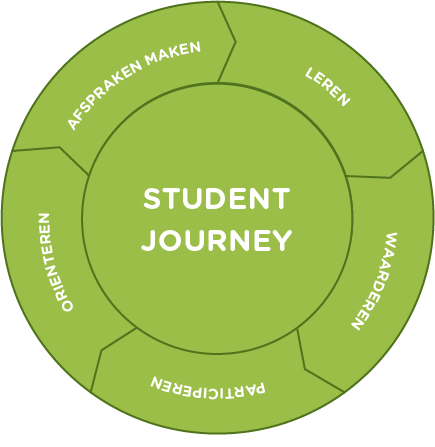 AFSPRAKEN MAKEN
LEREN
WAARDEREN
PARTICIPEREN
ORIENTEREN
STUDENT
JOURNEY